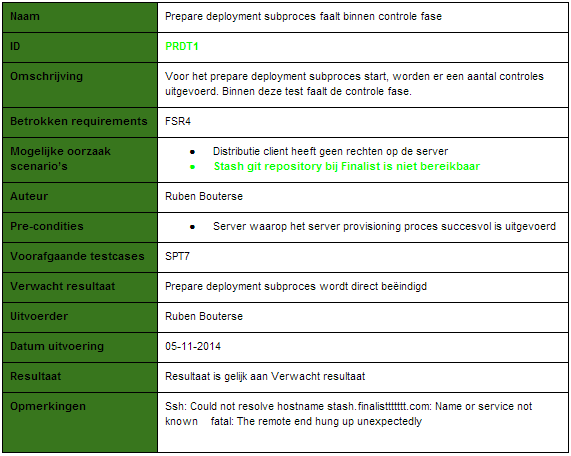 Naam
Prepare deployment subproces faalt binnen controle fase
ID
PRDT1
Omschrijving
Voor het prepare deployment subproces start, worden er een aantal controles
uitgevoerd. Binnen deze test faalt de controle fase.
Betrokken requirements
FSR4
Mogelijke oorzaak
scenario's
● Distributie client heeft geen rechten op de server
● Stash git repository bij Finalist is niet bereikbaar
Auteur
Ruben Bouterse
Pre-condities
● Server waarop het server provisioning proces succesvol is uitgevoerd
Voorafgaande testcases
SPT7
Verwacht resultaat
Prepare deployment subproces wordt direct beëindigd
Uitvoerder
Ruben Bouterse
Datum uitvoering
05-11-2014
Resultaat
Resultaat is gelijk aan Verwacht resultaat
Opmerkingen
Ssh: Could not resolve hostname stash.finalisttttttt.com: Name or service not
known    fatal: The remote end hung up unexpectedly